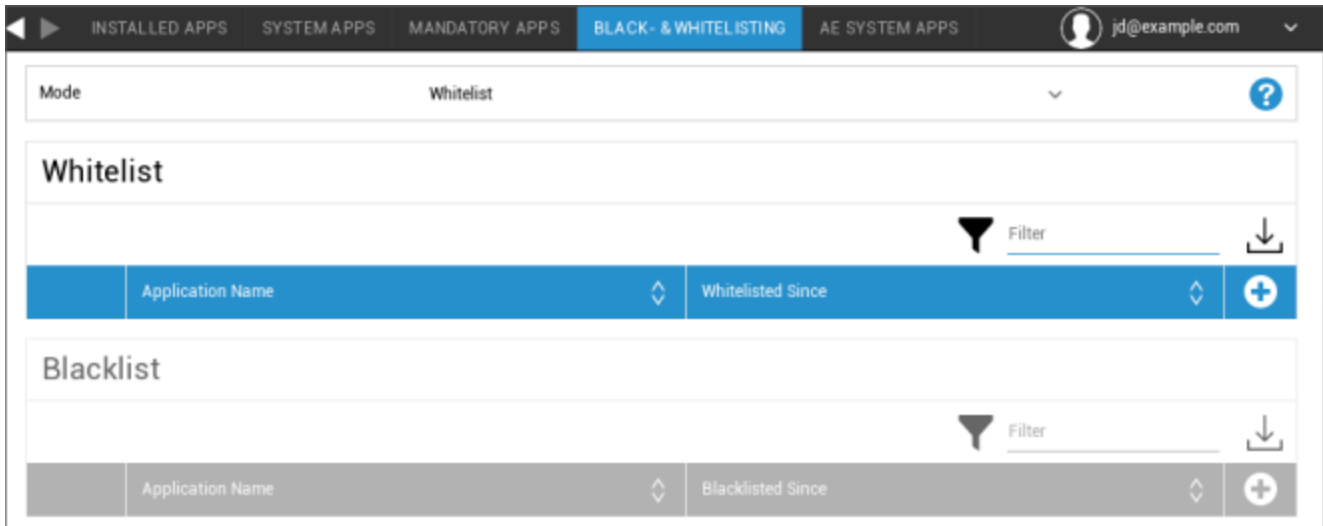 INSTALLED APPS SYSTEM APPS MANDATORY APPS BLACK- & WHITELISTING AE SYSTEM APPS jd@example.com
Mode Whitelist ?
Whitelist
Filter
Application Name Whitelisted Since
Blacklist
Filter
Application Name Blacklisted Since